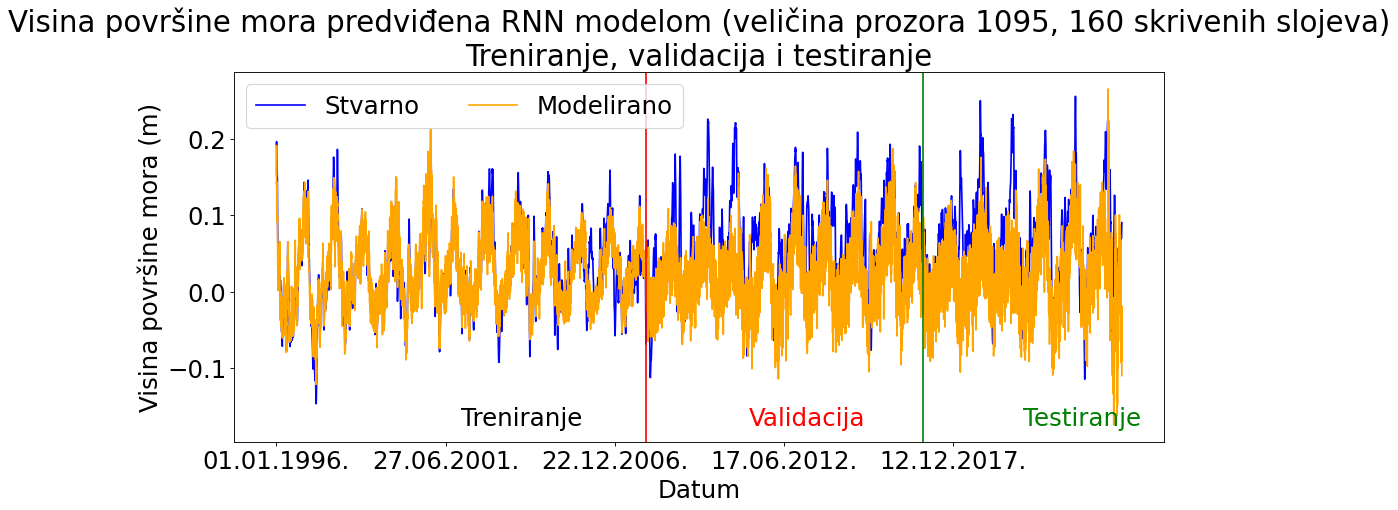 Visina površine mora predviđena RNN modelom (veličina prozora 1095, 160 skrivenih slojeva)
Treniranje, validacija i testiranje
Stvarno
Modelirano
Visina površine mora (m)
0.2
0.1
0.0
−0.1
Treniranje
Validacija
Testiranje
01.01.1996.
27.06.2001.
22.12.2006.
17.06.2012.
12.12.2017.
Datum